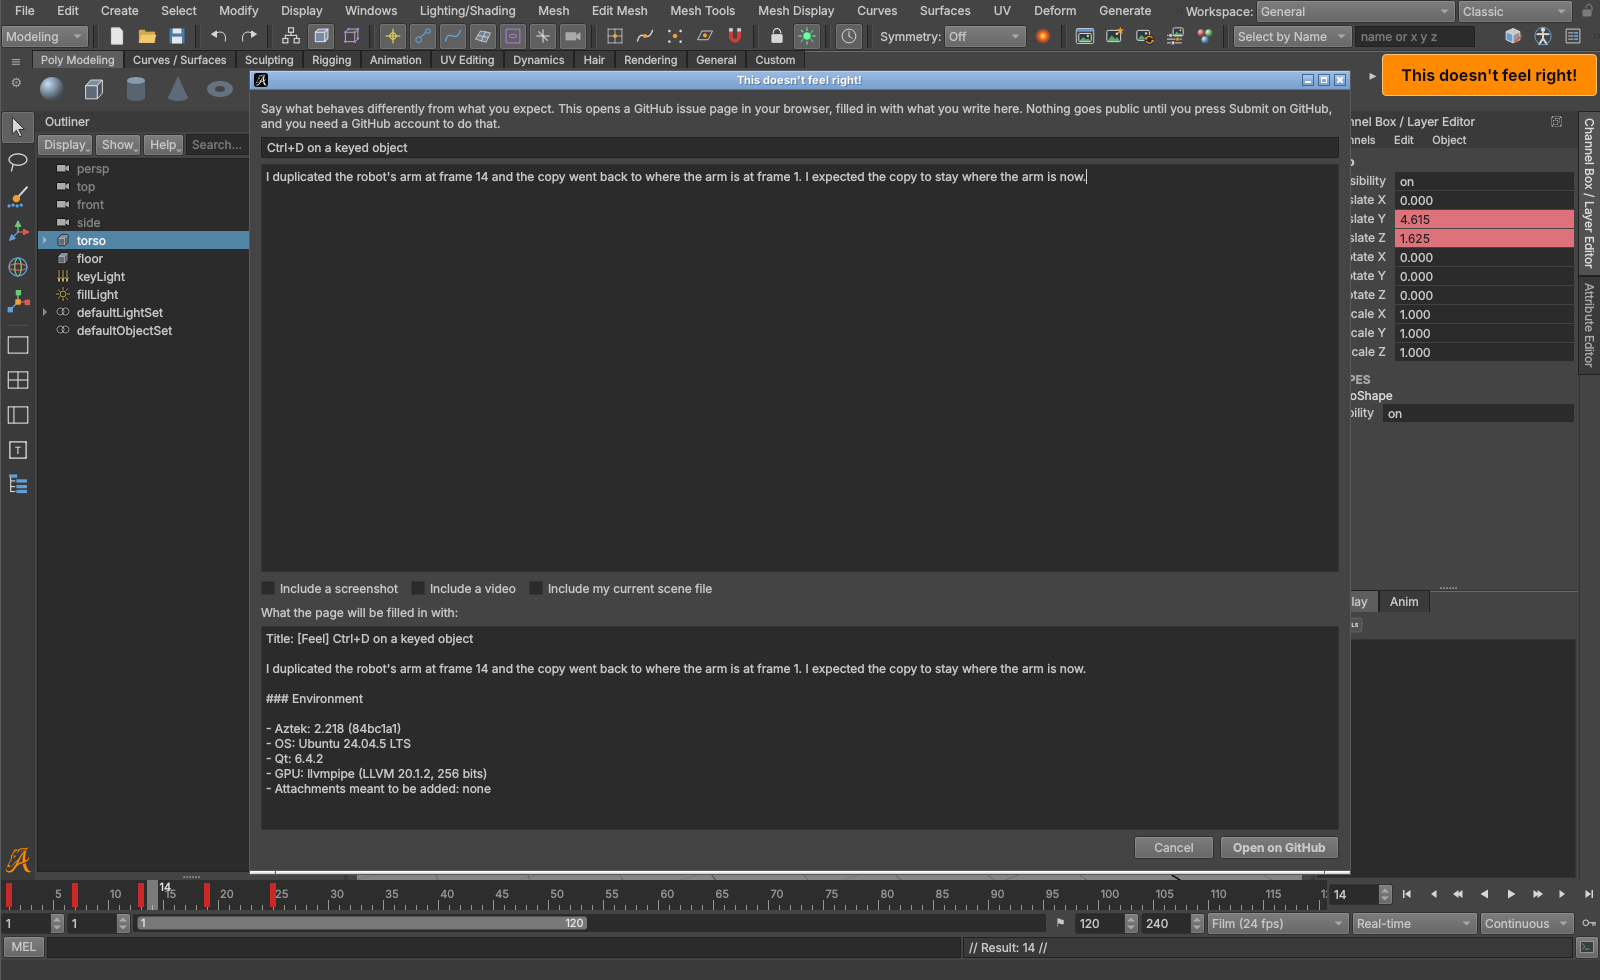 File Edit Create Select Modify Display Windows Lighting/Shading Mesh Edit Mesh Mesh Tools Mesh Display Curves Surfaces UV Deform Generate Workspace: General Classic
Modeling Symmetry: Off Select by Name name or x y z
Poly Modeling Curves / Surfaces Sculpting Rigging Animation UV Editing Dynamics Hair Rendering General Custom
This doesn't feel right!
This doesn't feel right!
Say what behaves differently from what you expect. This opens a GitHub issue page in your browser, filled in with what you write here. Nothing goes public until you press Submit on GitHub,
and you need a GitHub account to do that.
Ctrl+D on a keyed object
I duplicated the robot's arm at frame 14 and the copy went back to where the arm is at frame 1. I expected the copy to stay where the arm is now.
Include a screenshot Include a video Include my current scene file
What the page will be filled in with:
Title: [Feel] Ctrl+D on a keyed object
I duplicated the robot's arm at frame 14 and the copy went back to where the arm is at frame 1. I expected the copy to stay where the arm is now.
### Environment
- Aztek: 2.218 (84bc1a1)
- OS: Ubuntu 24.04.5 LTS
- Qt: 6.4.2
- GPU: llvmpipe (LLVM 20.1.2, 256 bits)
- Attachments meant to be added: none
Cancel Open on GitHub
Outliner
Display Show Help Search...
persp
top
front
side
torso
floor
keyLight
fillLight
defaultLightSet
defaultObjectSet
nnel Box / Layer Editor
nnels Edit Object
sibility on
slate X 0.000
slate Y 4.615
slate Z 1.625
otate X 0.000
otate Y 0.000
otate Z 0.000
cale X 1.000
cale Y 1.000
cale Z 1.000
PES
oShape
bility on
lay Anim
LS
Channel Box / Layer Editor
Attribute Editor
5 10 14 20 25 30 35 40 45 50 55 60 65 70 75 80 85 90 95 100 105 110 115 14
1 1 1 120 120 240 Film (24 fps) Real-time Continuous
MEL // Result: 14 //